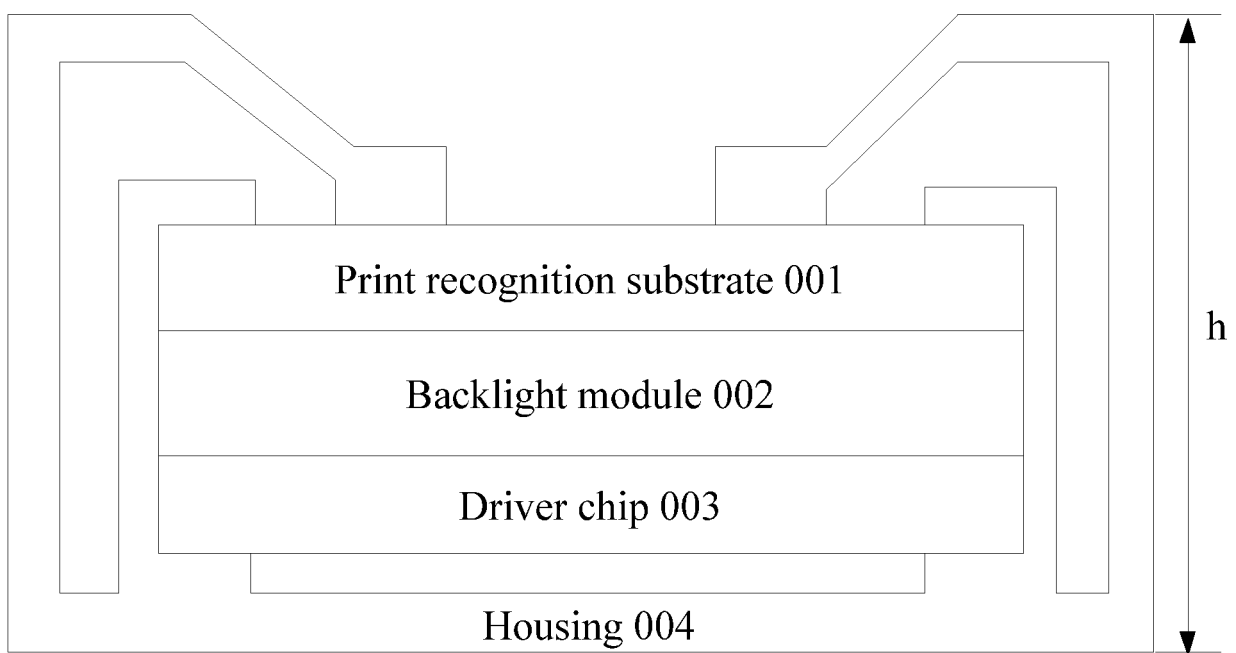 Print recognition substrate 001
h
Backlight module 002
Driver chip 003
Housing 004